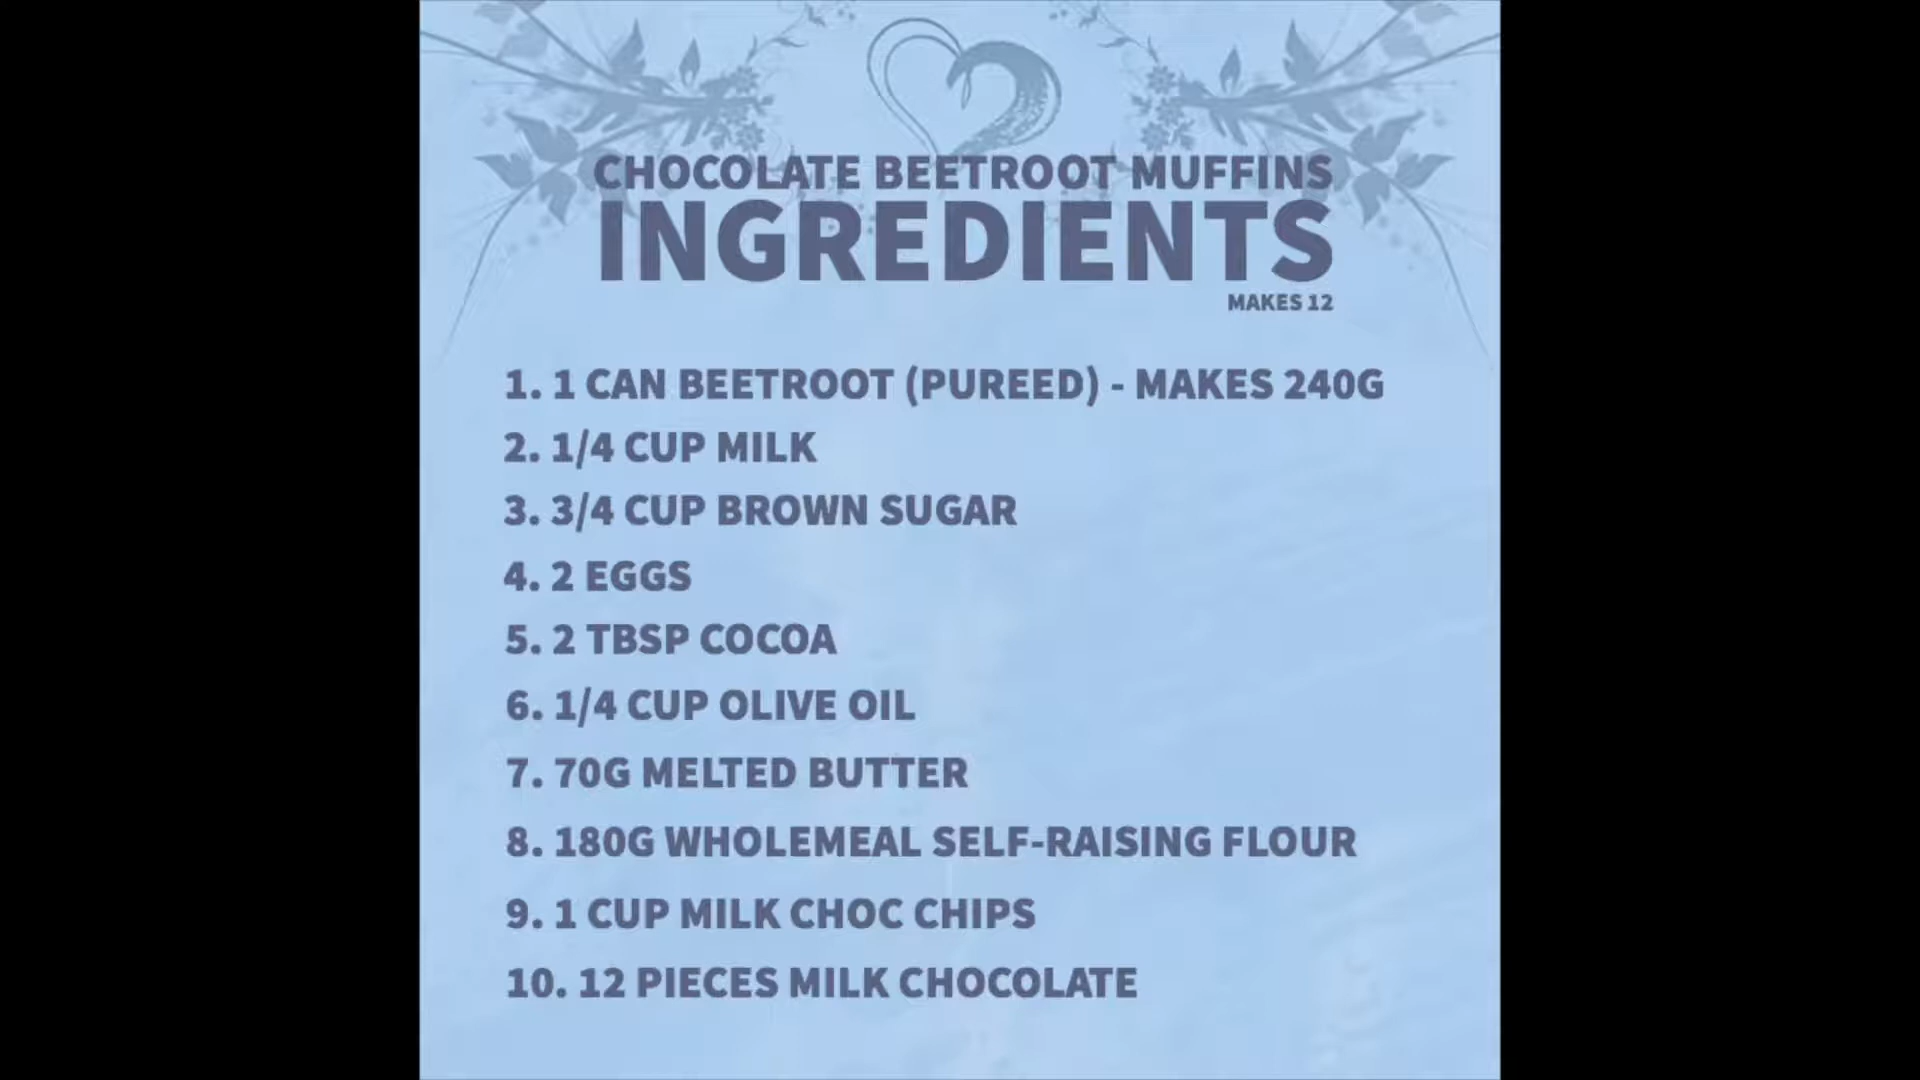 CHOCOLATE BEETROOT MUFFINS
INGREDIENTS
MAKES 12
1. 1 CAN BEETROOT (PUREED) - MAKES 240G
2. 1/4 CUP MILK
3. 3/4 CUP BROWN SUGAR
4. 2 EGGS
5. 2 TBSP COCOA
6. 1/4 CUP OLIVE OIL
7. 70G MELTED BUTTER
8. 180G WHOLEMEAL SELF-RAISING FLOUR
9. 1 CUP MILK CHOC CHIPS
10. 12 PIECES MILK CHOCOLATE